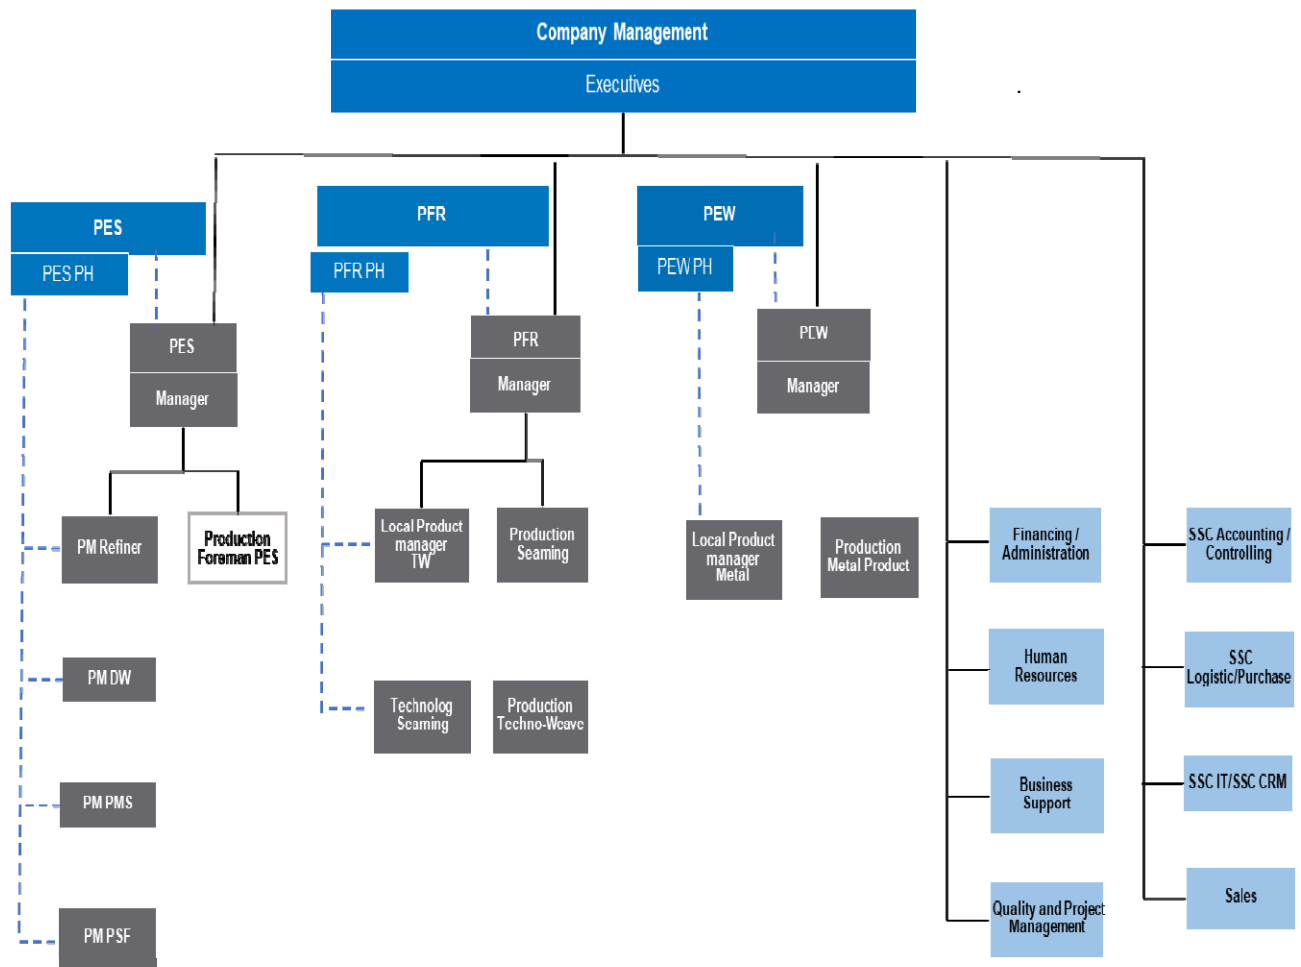 Company Management
Executives
PES
PES PH
PFR
PFR PH
PEW
PEW PH
PES
Manager
PFR
Manager
PEW
Manager
PM Refiner
Production
Foreman PES
Local Product
manager
TW
Production
Seaming
Local Product
manager
Metal
Production
Metal Product
Financing /
Administration
SSC Accounting /
Controlling
PM DW
Technolog
Seaming
Production
Techno-Weave
Human
Resources
SSC
Logistic/Purchase
PM PMS
Business
Support
SSC IT/SSC CRM
PM PSF
Quality and Project
Management
Sales